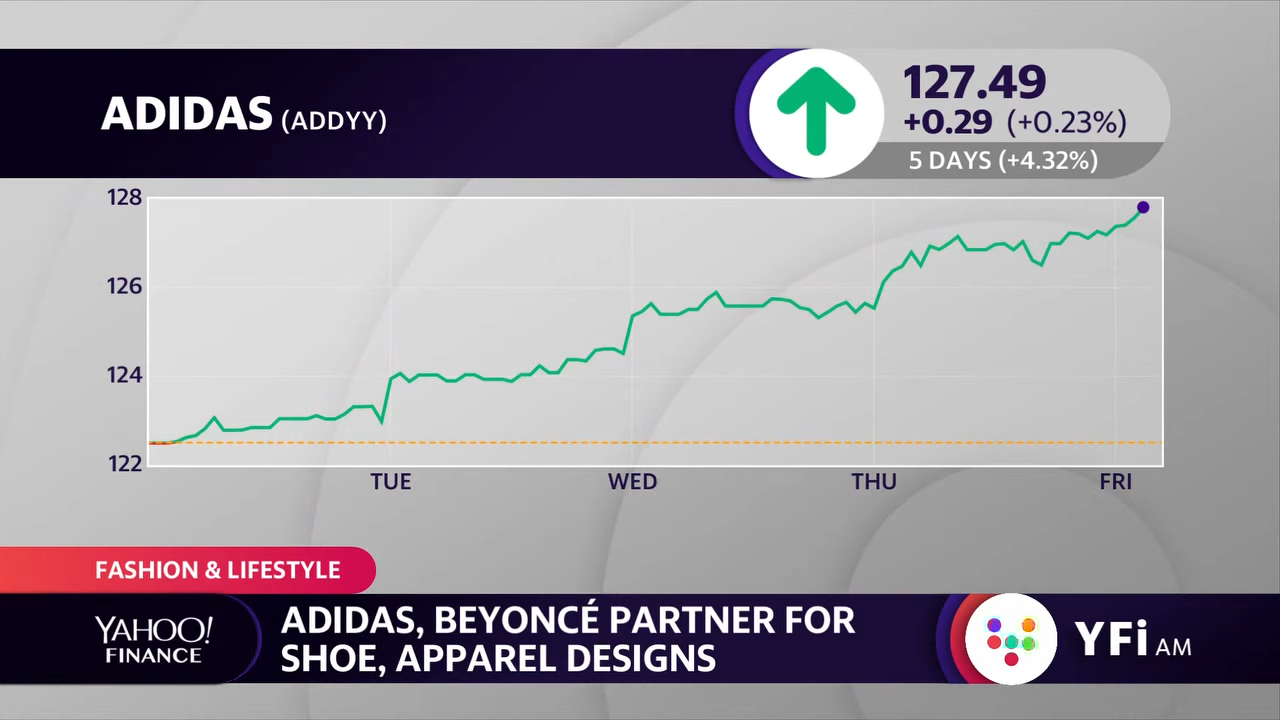 ADIDAS (ADDYY)
127.49
+0.29 (+0.23%)
5 DAYS (+4.32%)
128
126
124
122
TUE WED THU FRI
FASHION & LIFESTYLE
YAHOO!
FINANCE
ADIDAS, BEYONCÉ PARTNER FOR
SHOE, APPAREL DESIGNS
YFi AM